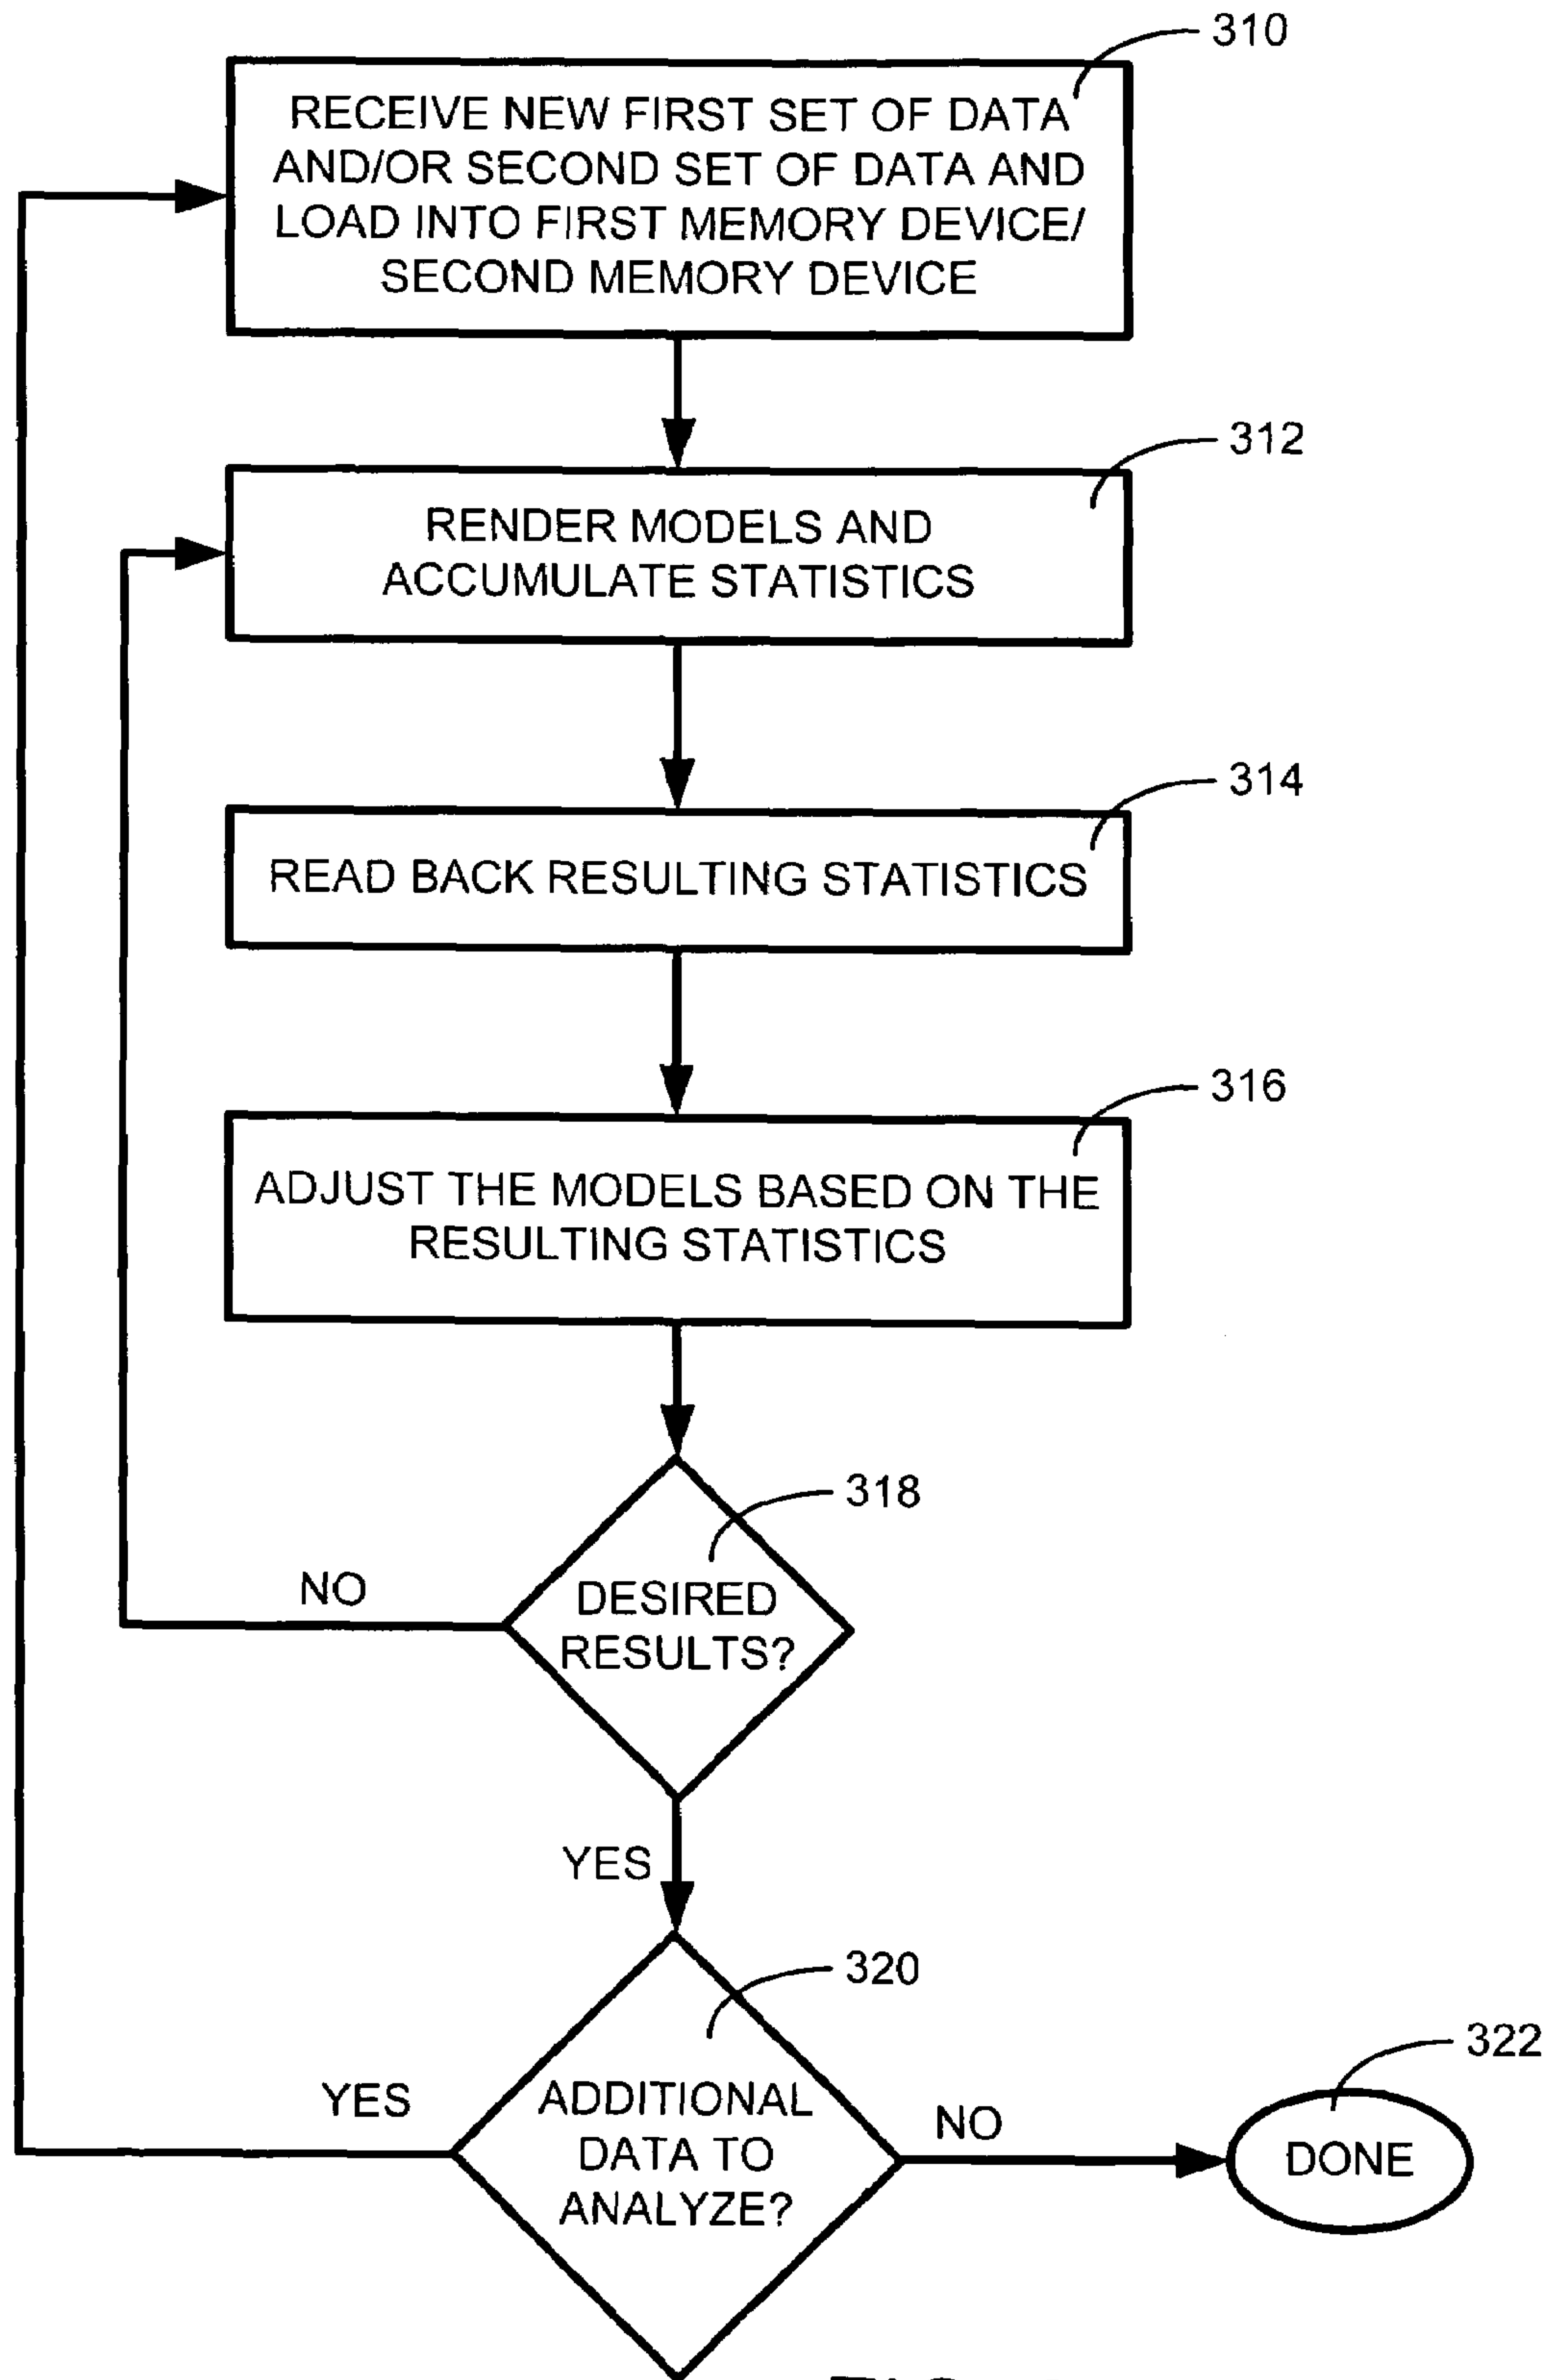 310
RECEIVE NEW FIRST SET OF DATA
AND/OR SECOND SET OF DATA AND
LOAD INTO FIRST MEMORY DEVICE/
SECOND MEMORY DEVICE
312
RENDER MODELS AND
ACCUMULATE STATISTICS
314
READ BACK RESULTING STATISTICS
316
ADJUST THE MODELS BASED ON THE
RESULTING STATISTICS
318
DESIRED
RESULTS?
NO
YES
320
ADDITIONAL
DATA TO
ANALYZE?
YES
NO
322
DONE